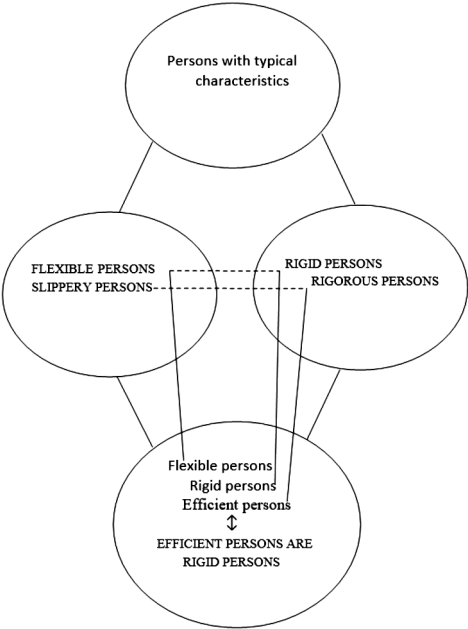 Persons with typical
characteristics
FLEXIBLE PERSONS
SLIPPERY PERSONS
RIGID PERSONS
RIGOROUS PERSONS
Flexible persons
Rigid persons
Efficient persons
↕
EFFICIENT PERSONS ARE
RIGID PERSONS